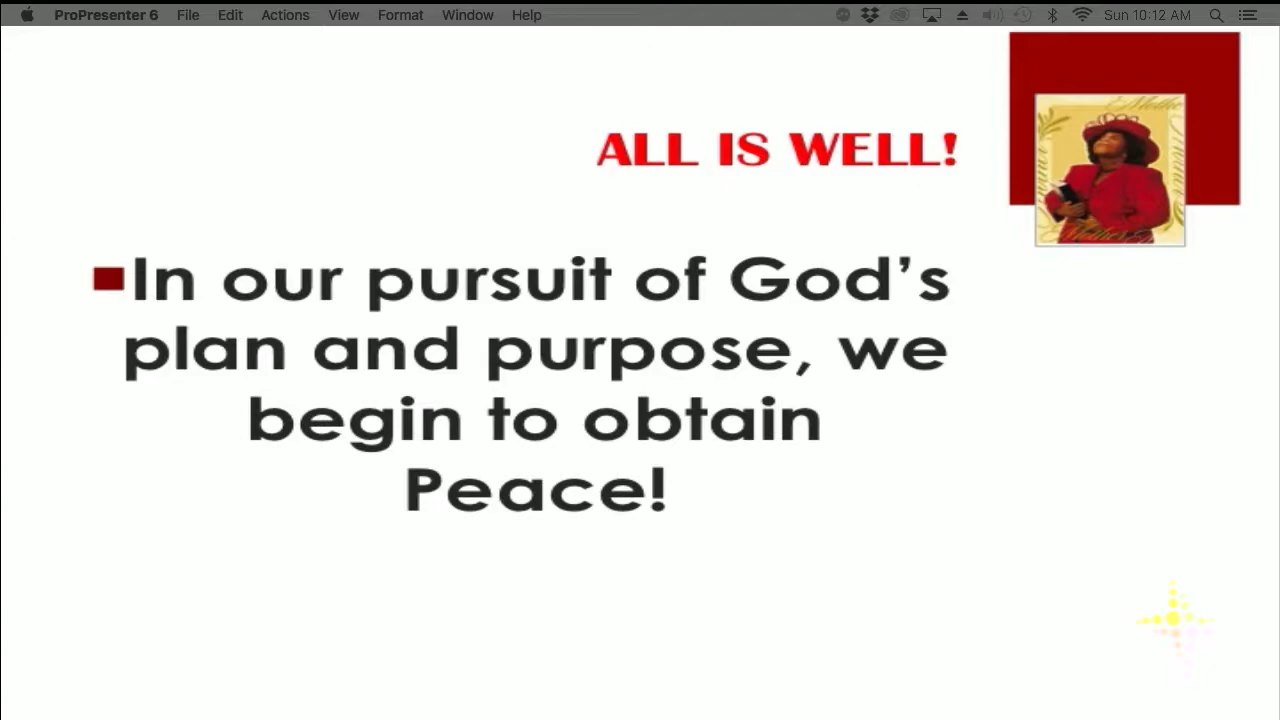 ProPresenter 6 File Edit Actions View Format Window Help Sun 10:12 AM
ALL IS WELL!
In our pursuit of God’s
plan and purpose, we
begin to obtain
Peace!